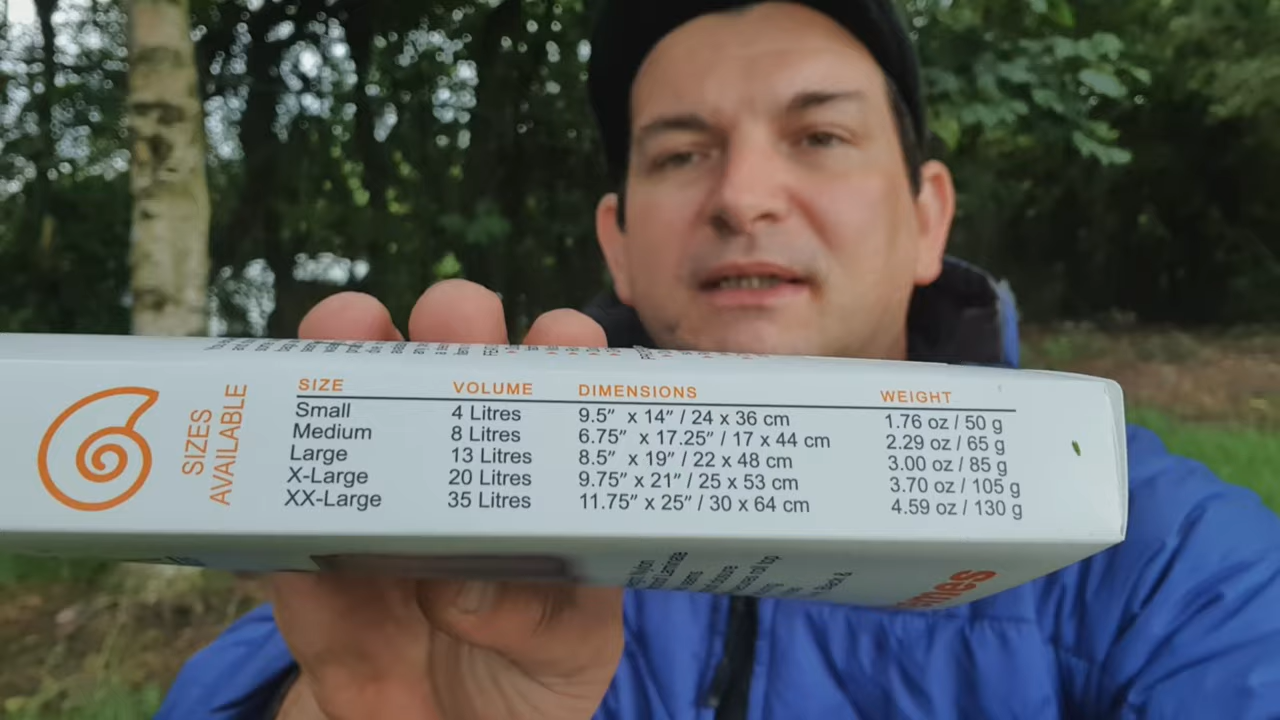 SIZES
AVAILABLE
SIZE VOLUME DIMENSIONS WEIGHT
Small 4 Litres 9.5" x 14" / 24 x 36 cm 1.76 oz / 50 g
Medium 8 Litres 6.75" x 17.25" / 17 x 44 cm 2.29 oz / 65 g
Large 13 Litres 8.5" x 19" / 22 x 48 cm 3.00 oz / 85 g
X-Large 20 Litres 9.75" x 21" / 25 x 53 cm 3.70 oz / 105 g
XX-Large 35 Litres 11.75" x 25" / 30 x 64 cm 4.59 oz / 130 g